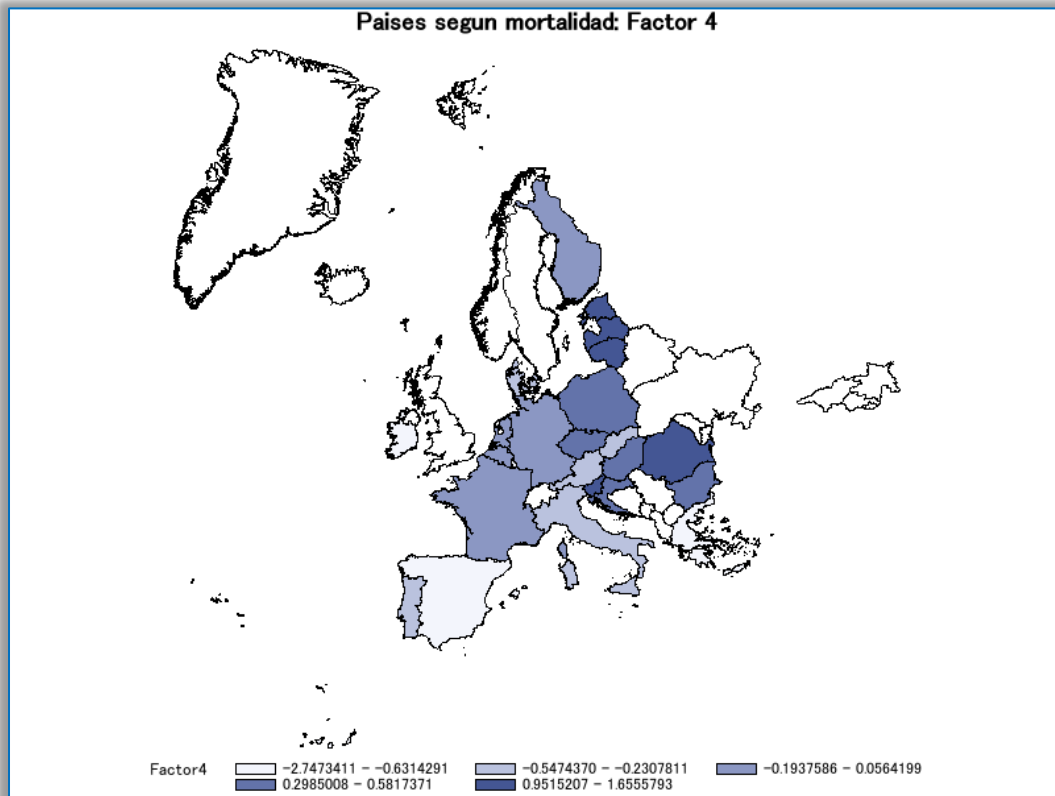 Paises segun mortalidad: Factor 4
Factor4 -2.7473411 - -0.6314291 -0.5474370 - -0.2307811 -0.1937586 - 0.0564199
0.2985008 - 0.5817371 0.9515207 - 1.6555793